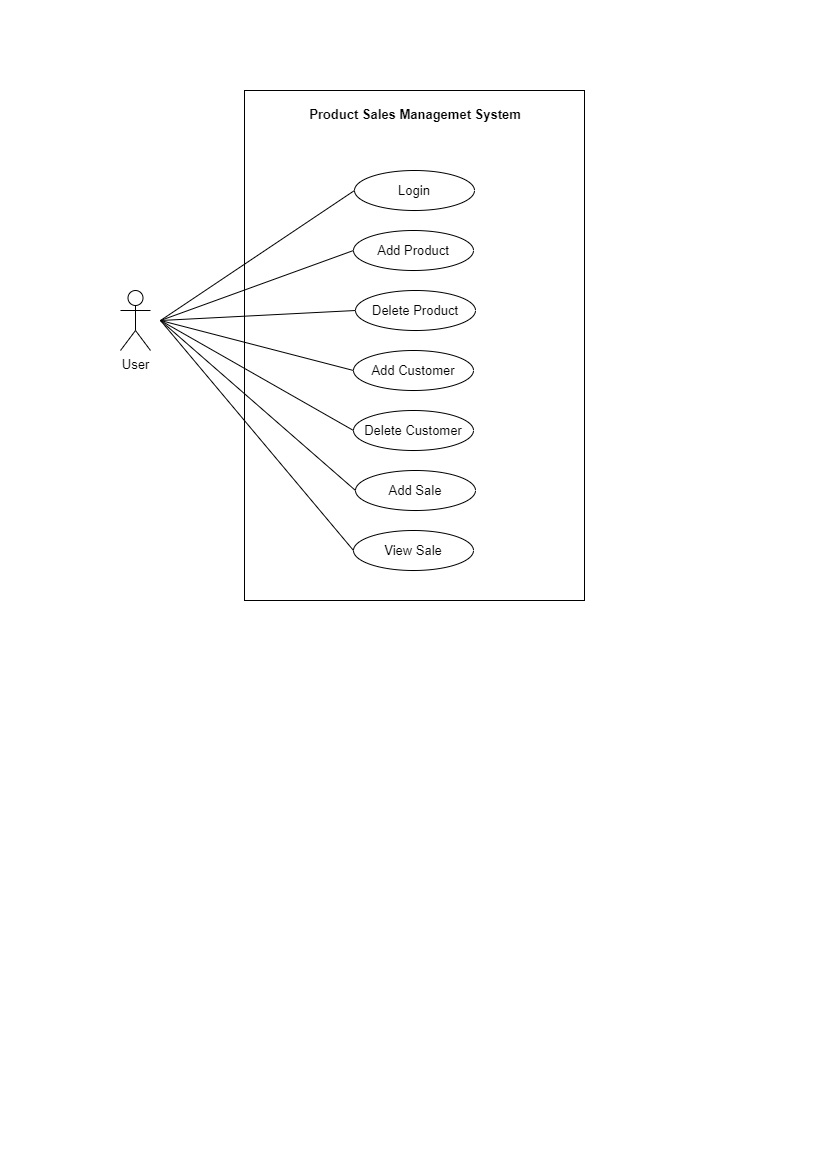 Product Sales Managemet System
Login
Add Product
Delete Product
User
Add Customer
Delete Customer
Add Sale
View Sale